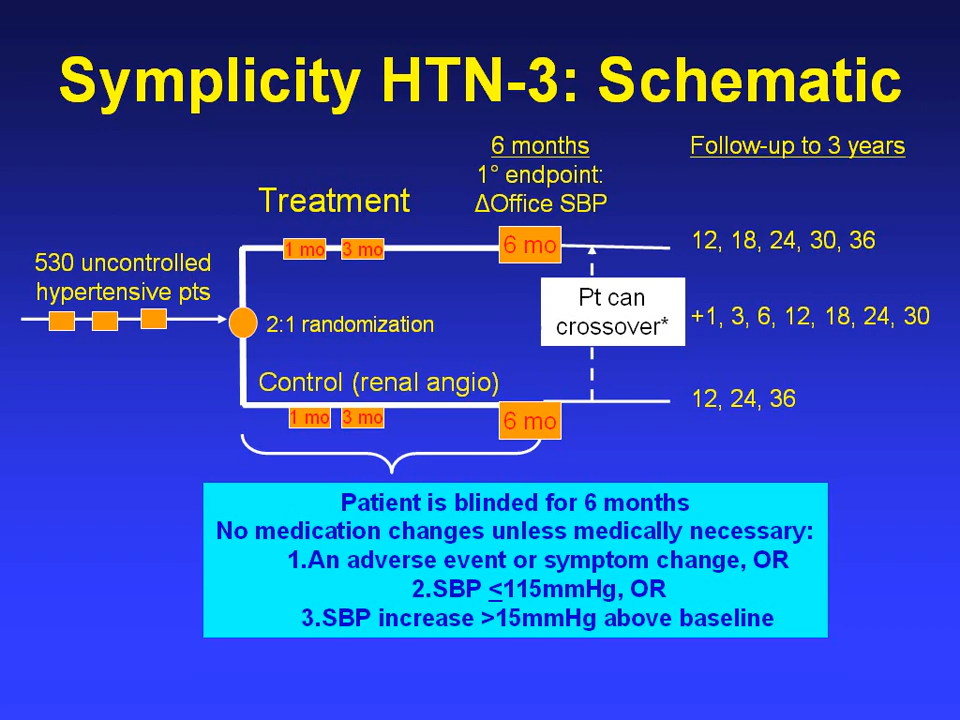 Symplicity HTN-3: Schematic
6 months
1° endpoint:
ΔOffice SBP
Follow-up to 3 years
Treatment
1 mo
3 mo
6 mo
12, 18, 24, 30, 36
530 uncontrolled
hypertensive pts
2:1 randomization
Pt can
crossover*
+1, 3, 6, 12, 18, 24, 30
Control (renal angio)
1 mo
3 mo
6 mo
12, 24, 36
Patient is blinded for 6 months
No medication changes unless medically necessary:
1.An adverse event or symptom change, OR
2.SBP <115mmHg, OR
3.SBP increase >15mmHg above baseline